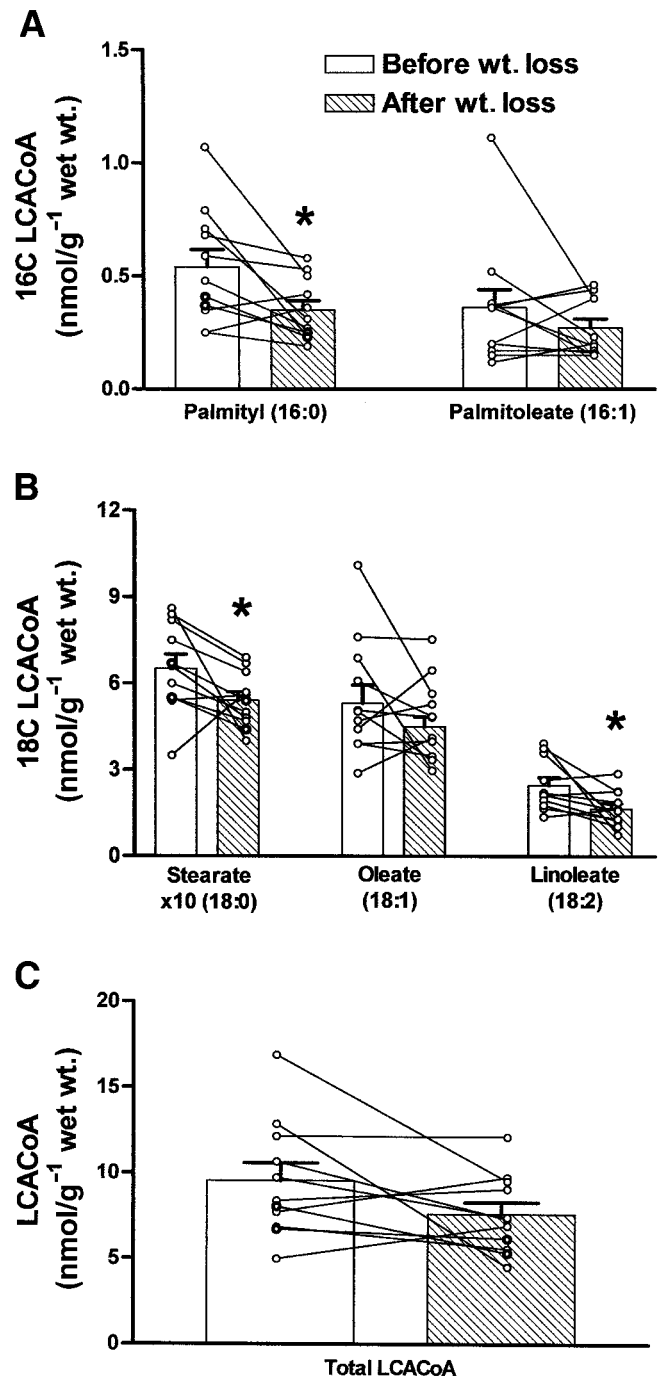 A
1.5
1.0
0.5
0.0
16C LCACoA
(nmol/g⁻¹ wet wt.)
Before wt. loss
After wt. loss
*
Palmityl (16:0)
Palmitoleate (16:1)
B
12
9
6
3
0
18C LCACoA
(nmol/g⁻¹ wet wt.)
*
*
Stearate
x10 (18:0)
Oleate
(18:1)
Linoleate
(18:2)
C
20
15
10
5
0
LCACoA
(nmol/g⁻¹ wet wt.)
Total LCACoA